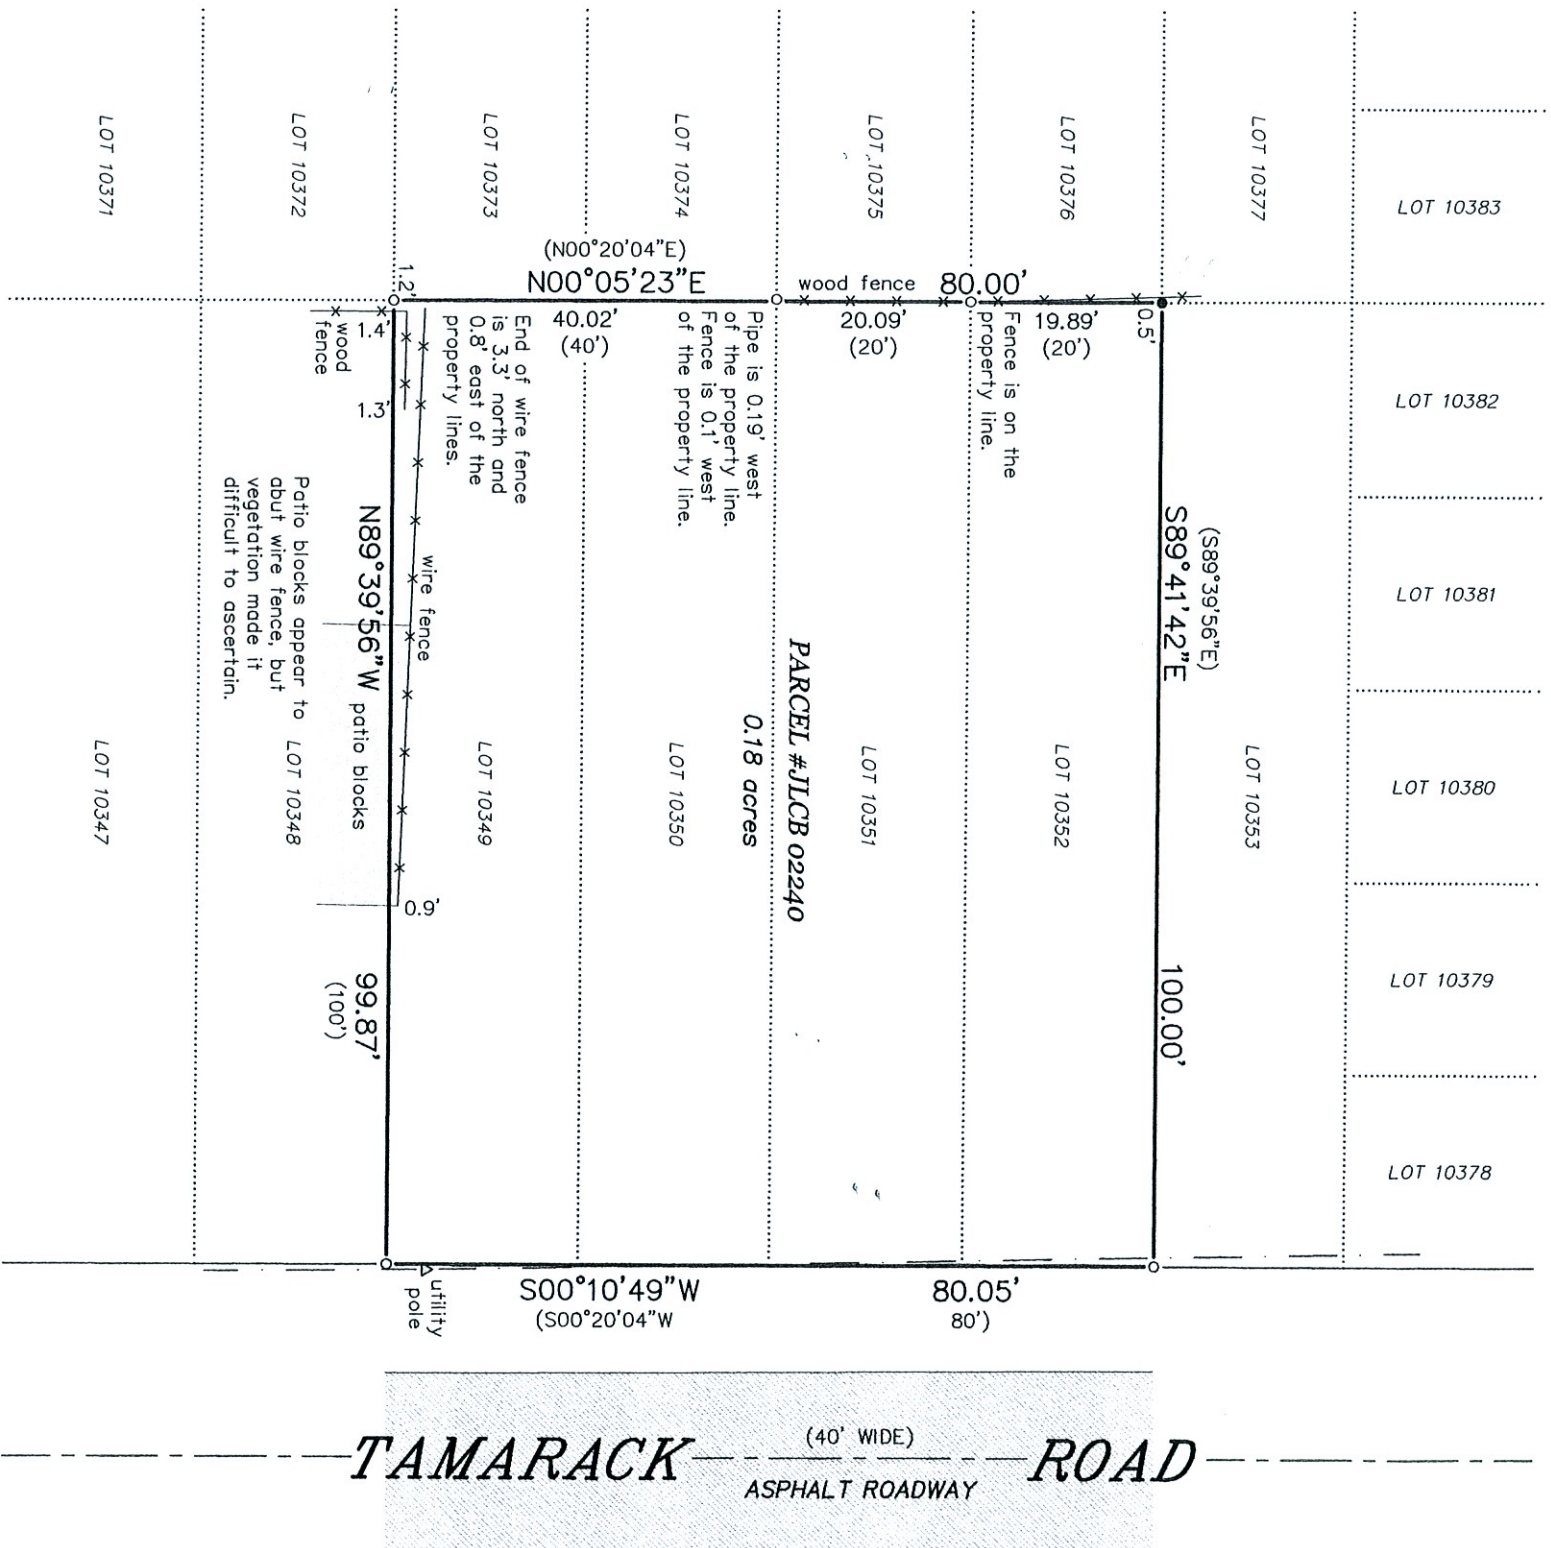 LOT 10371
LOT 10372
LOT 10373
LOT 10374
LOT 10375
LOT 10376
LOT 10377
LOT 10383
(N00°20'04"E)
N00°05'23"E
wood fence
80.00'
1.2'
40.02'
(40')
20.09'
(20')
19.89'
(20')
0.5'
1.4'
wood
fence
1.3'
End of wire fence
is 3.3' north and
0.8' east of the
property lines.
Pipe is 0.19' west
of the property line.
Fence is 0.1' west
of the property line.
Fence is on the
property line.
LOT 10382
(S89°39'56"E)
S89°41'42"E
100.00'
LOT 10381
LOT 10380
LOT 10379
LOT 10378
N89°39'56"W
99.87'
(100')
wire fence
patio blocks
Patio blocks appear to
abut wire fence, but
vegetation made it
difficult to ascertain.
0.9'
PARCEL #JLCB 02240
0.18 acres
LOT 10347
LOT 10348
LOT 10349
LOT 10350
LOT 10351
LOT 10352
LOT 10353
utility
pole
S00°10'49"W
80.05'
(S00°20'04"W
80')
TAMARACK ROAD
(40' WIDE)
ASPHALT ROADWAY